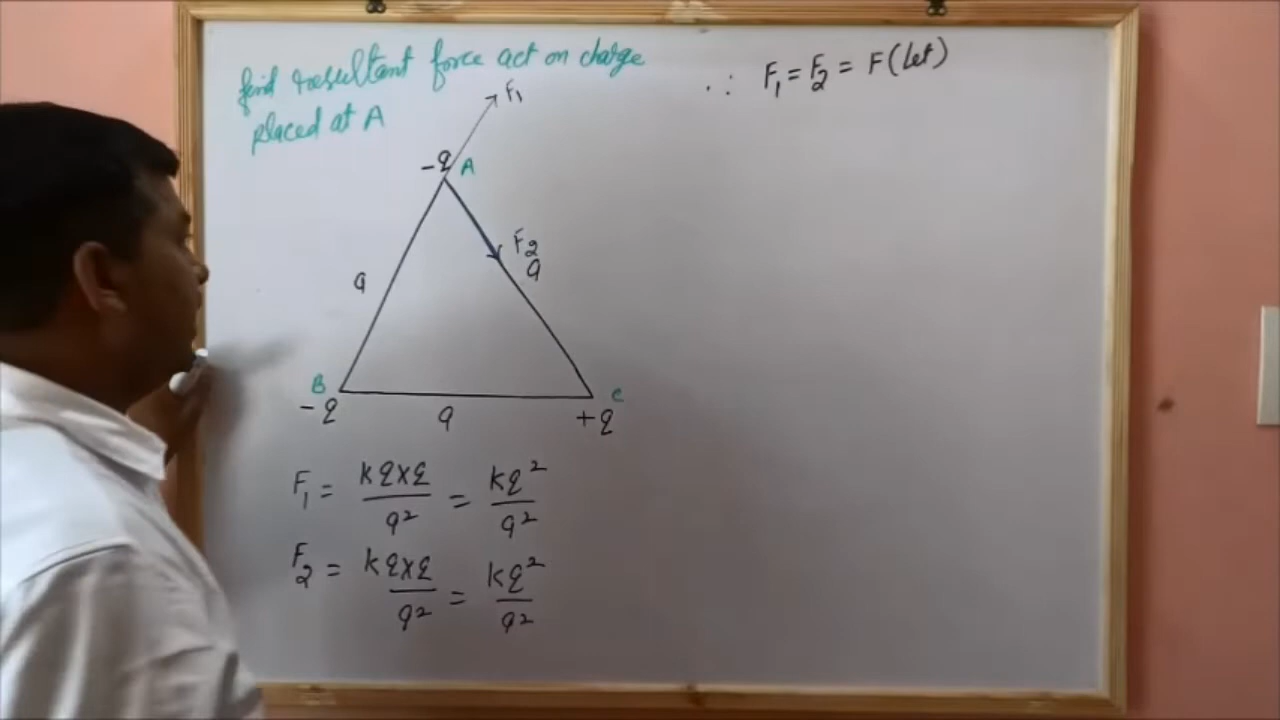 find resultant force act on charge
placed at A
∴ F₁ = F₂ = F (let)
F₁
-q A
F₂
a
a
B
-q
a
C
+q
F₁ = kq×q/a² = kq²/a²
F₂ = kq×q/a² = kq²/a²